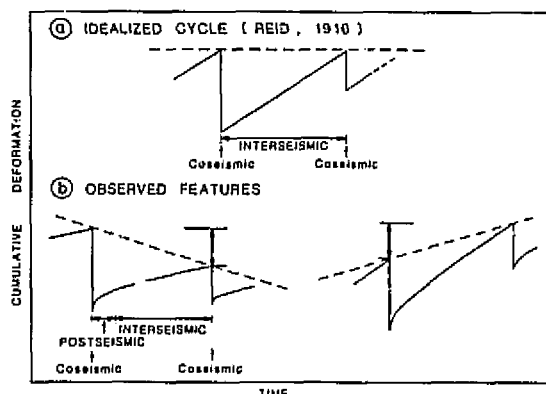 ⓐ IDEALIZED CYCLE ( REID , 1910 )
INTERSEISMIC
Coseismic Coseismic
ⓑ OBSERVED FEATURES
INTERSEISMIC
POSTSEISMIC
Coseismic Coseismic
CUMULATIVE DEFORMATION
TIME